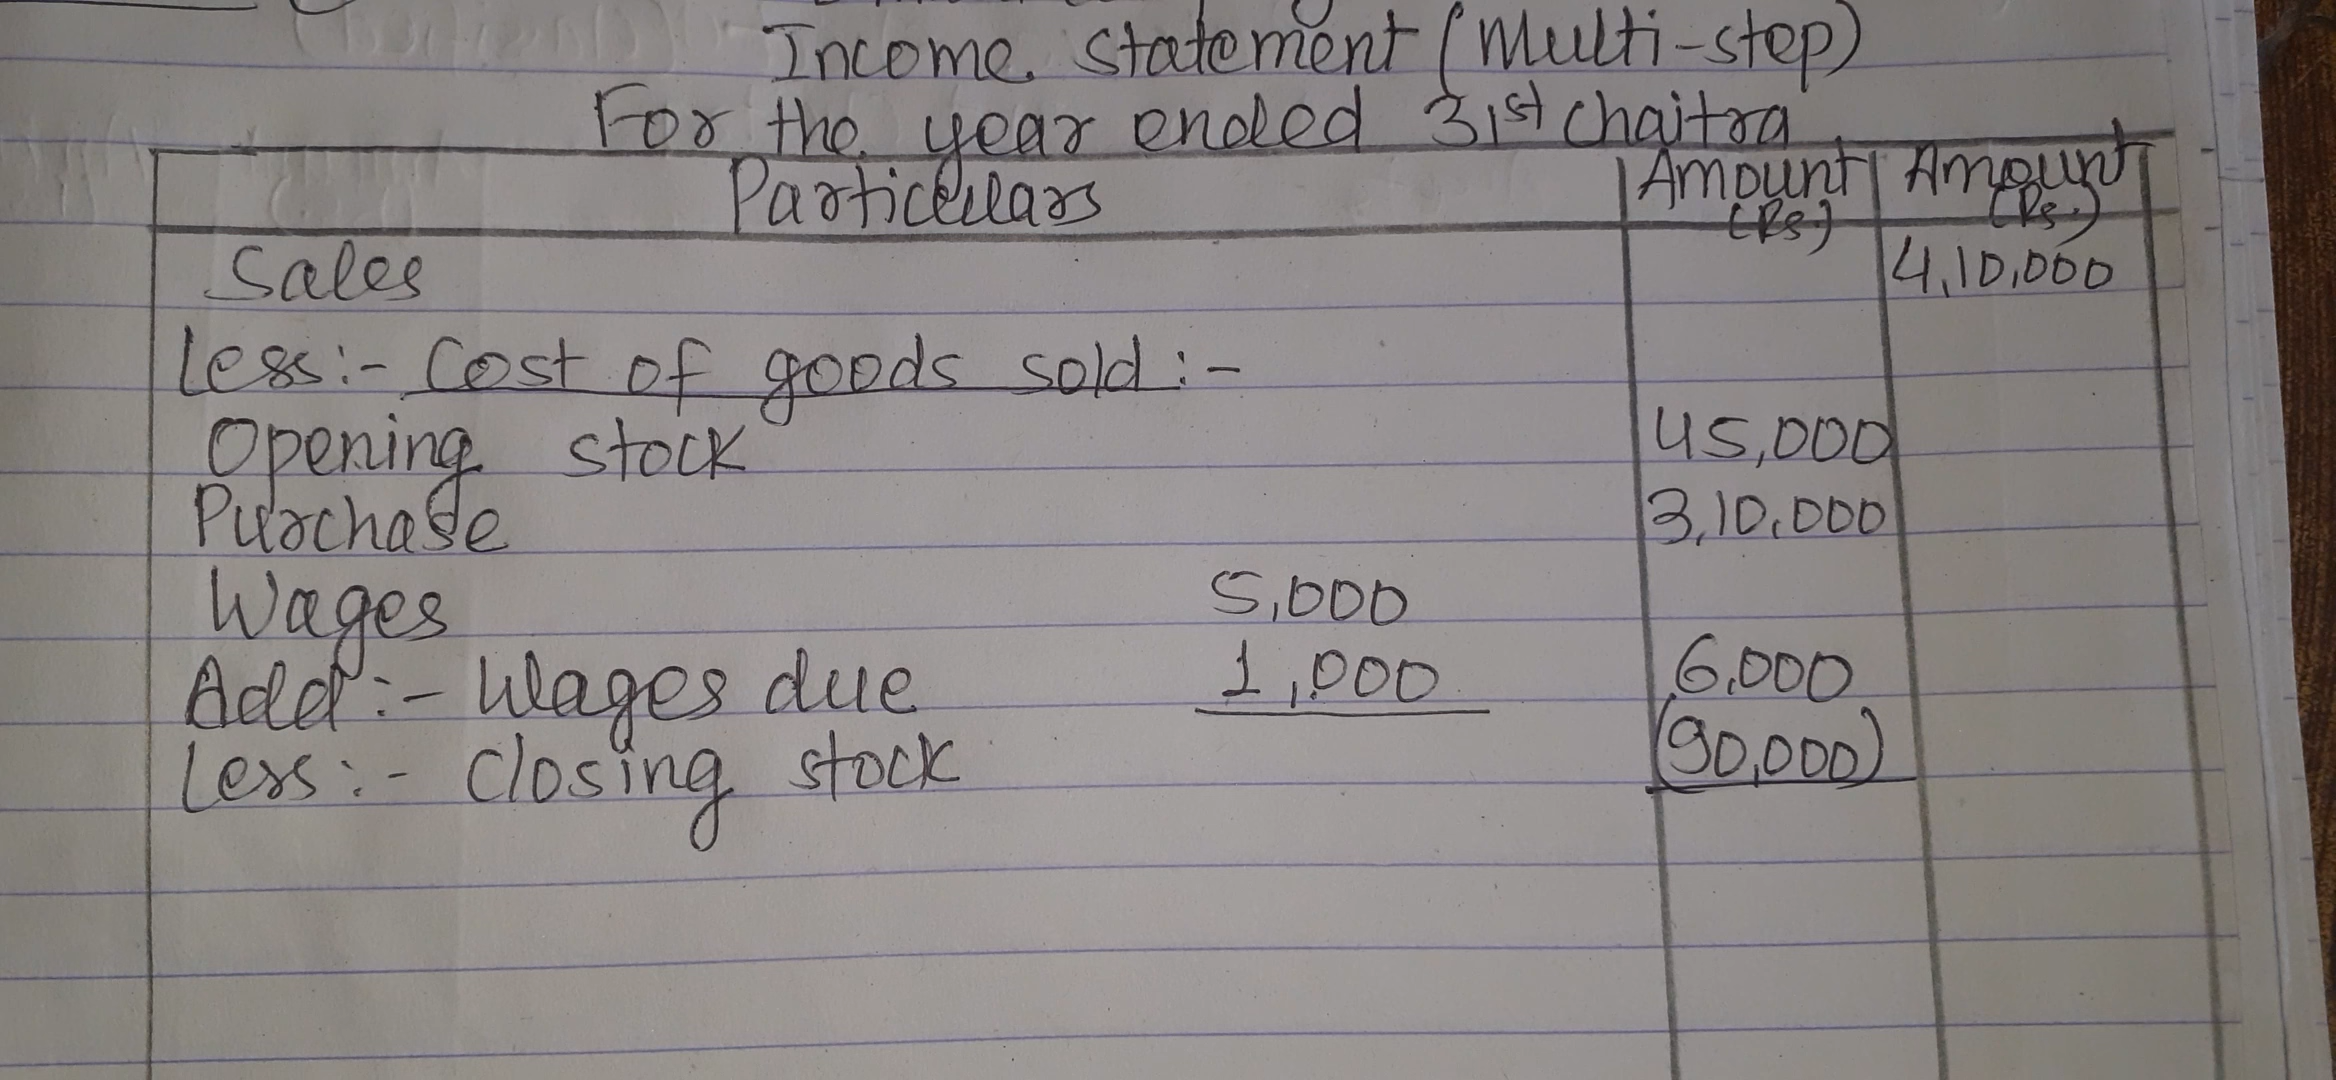 Income Statement (Multi-step)
For the year ended 31st chaitra
Particulars Amount (Rs.) Amount (Rs.)
Sales 4,10,000
Less:- Cost of goods sold:-
Opening stock 45,000
Purchase 3,10,000
Wages 5,000
Add:- Wages due 1,000 6,000
Less:- Closing stock (90,000)